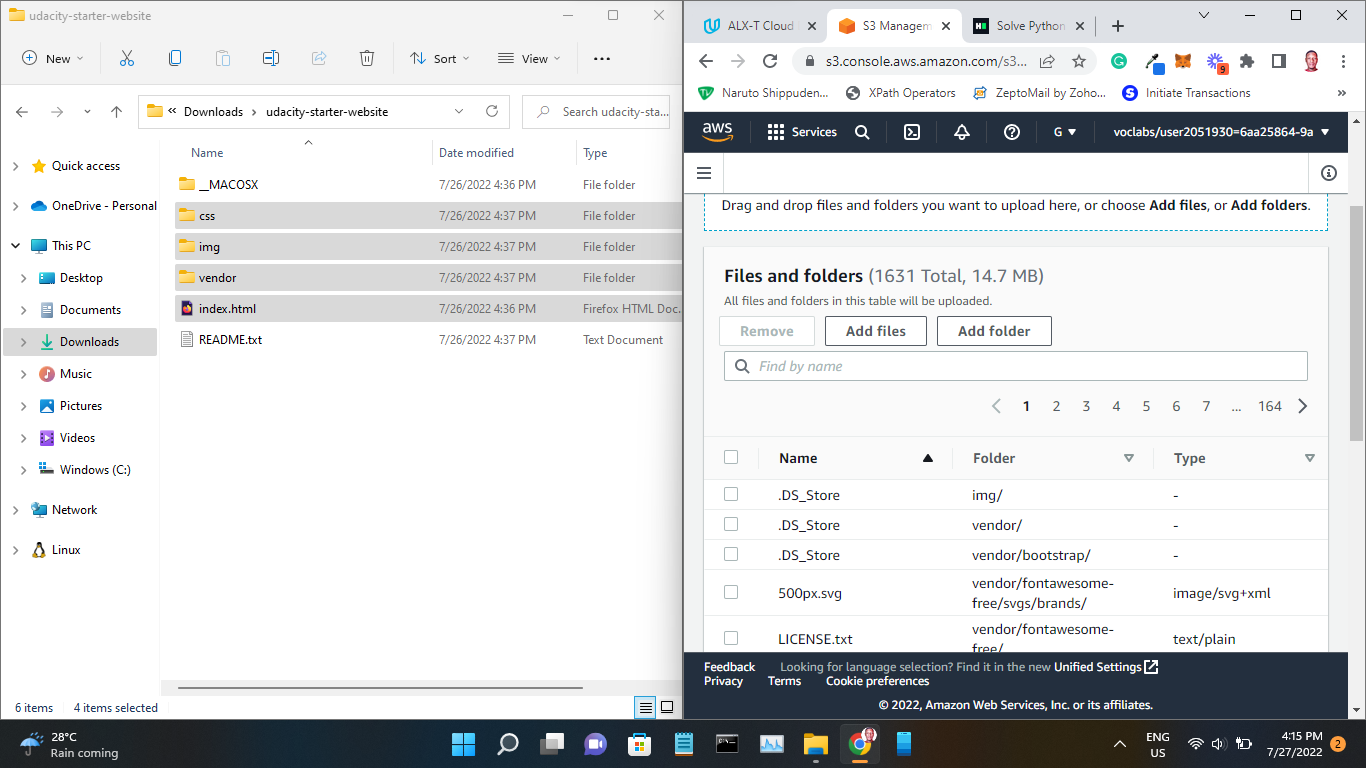 udacity-starter-website
New
Sort
View
Downloads
udacity-starter-website
Search udacity-sta...
Name
Date modified
Type
__MACOSX
7/26/2022 4:36 PM
File folder
css
7/26/2022 4:37 PM
File folder
img
7/26/2022 4:37 PM
File folder
vendor
7/26/2022 4:37 PM
File folder
index.html
7/26/2022 4:36 PM
Firefox HTML Doc...
README.txt
7/26/2022 4:37 PM
Text Document
Quick access
OneDrive - Personal
This PC
Desktop
Documents
Downloads
Music
Pictures
Videos
Windows (C:)
Network
Linux
6 items
4 items selected
ALX-T Cloud
S3 Managem
Solve Python
s3.console.aws.amazon.com/s3...
9
Naruto Shippuden...
XPath Operators
ZeptoMail by Zoho...
Initiate Transactions
aws
Services
G
voclabs/user2051930=6aa25864-9a
Drag and drop files and folders you want to upload here, or choose Add files, or Add folders.
Files and folders (1631 Total, 14.7 MB)
All files and folders in this table will be uploaded.
Remove
Add files
Add folder
Find by name
1 2 3 4 5 6 7 ... 164
Name
Folder
Type
.DS_Store
img/
-
.DS_Store
vendor/
-
.DS_Store
vendor/bootstrap/
-
500px.svg
vendor/fontawesome-
free/svgs/brands/
image/svg+xml
LICENSE.txt
vendor/fontawesome-
free/
text/plain
Feedback
Looking for language selection? Find it in the new Unified Settings
Privacy
Terms
Cookie preferences
© 2022, Amazon Web Services, Inc. or its affiliates.
28°C
Rain coming
ENG
US
4:15 PM
7/27/2022
2